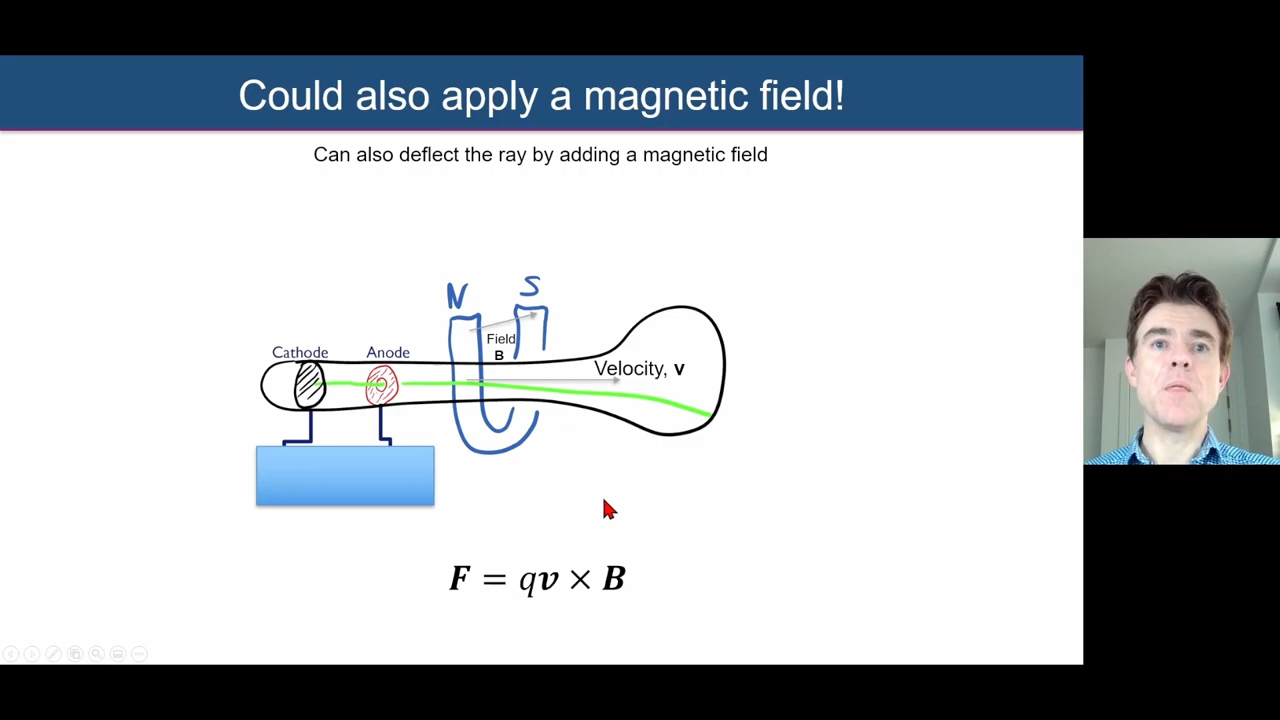 Could also apply a magnetic field!
Can also deflect the ray by adding a magnetic field
N S
Field
B
Cathode Anode
Velocity, v
F = qv × B